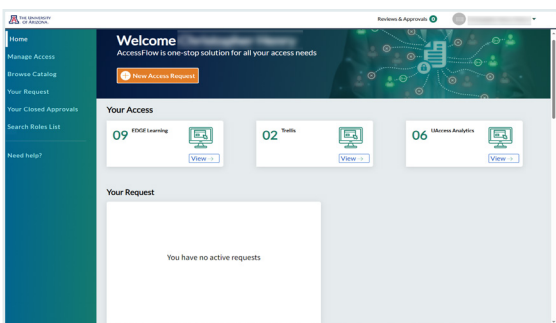 THE UNIVERSITY
OF ARIZONA
Reviews & Approvals 0
Home
Manage Access
Browse Catalog
Your Request
Your Closed Approvals
Search Roles List
Need help?
Welcome
AccessFlow is one-stop solution for all your access needs
New Access Request
Your Access
09 EDGE Learning
View →
02 Trellis
View →
06 UAccess Analytics
View →
Your Request
You have no active requests